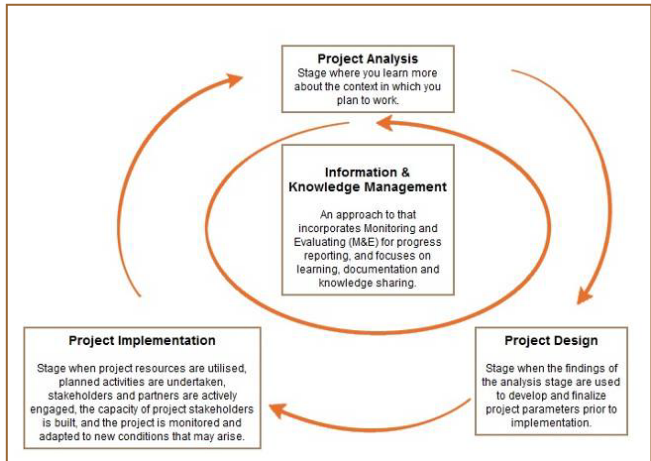 Project Analysis
Stage where you learn more
about the context in which you
plan to work.
Information &
Knowledge Management
An approach to that
incorporates Monitoring and
Evaluating (M&E) for progress
reporting, and focuses on
learning, documentation and
knowledge sharing.
Project Implementation
Stage when project resources are utilised,
planned activities are undertaken,
stakeholders and partners are actively
engaged, the capacity of project stakeholders
is built, and the project is monitored and
adapted to new conditions that may arise.
Project Design
Stage when the findings of
the analysis stage are used
to develop and finalize
project parameters prior to
implementation.